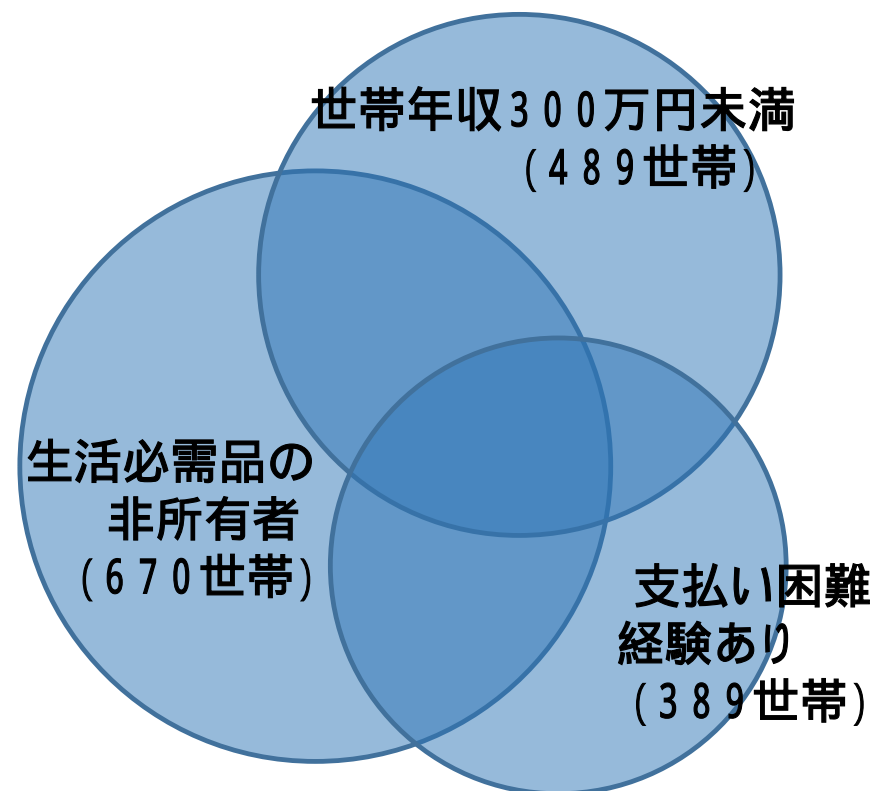 世帯年収３００万円未満
(４８９世帯)
生活必需品の
非所有者
(６７０世帯)
支払い困難
経験あり
(３８９世帯)